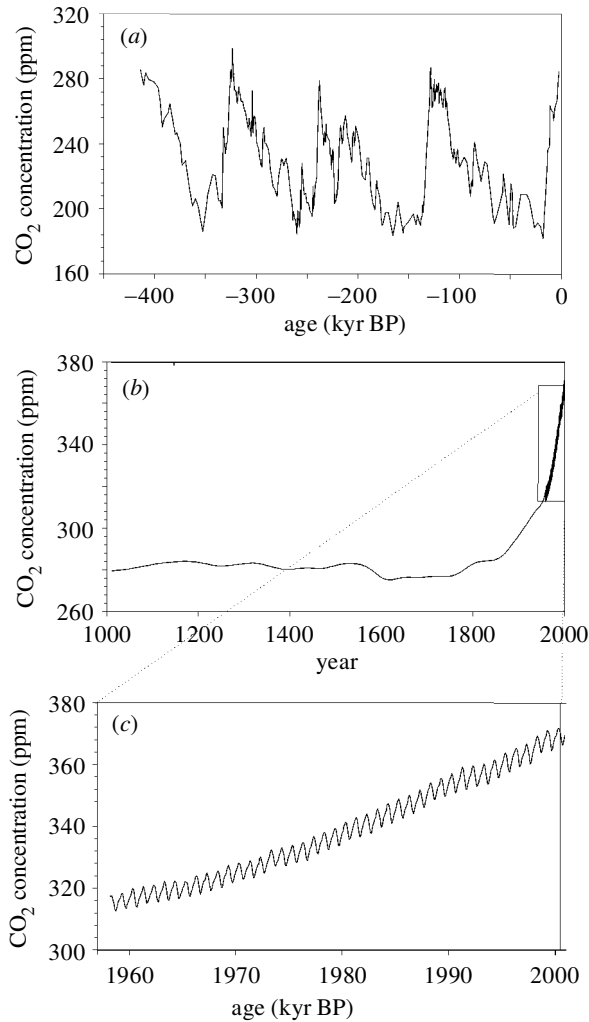 (a)
CO2 concentration (ppm)
320
280
240
200
160
−400 −300 −200 −100 0
age (kyr BP)
(b)
CO2 concentration (ppm)
380
340
300
260
1000 1200 1400 1600 1800 2000
year
(c)
CO2 concentration (ppm)
380
360
340
320
300
1960 1970 1980 1990 2000
age (kyr BP)